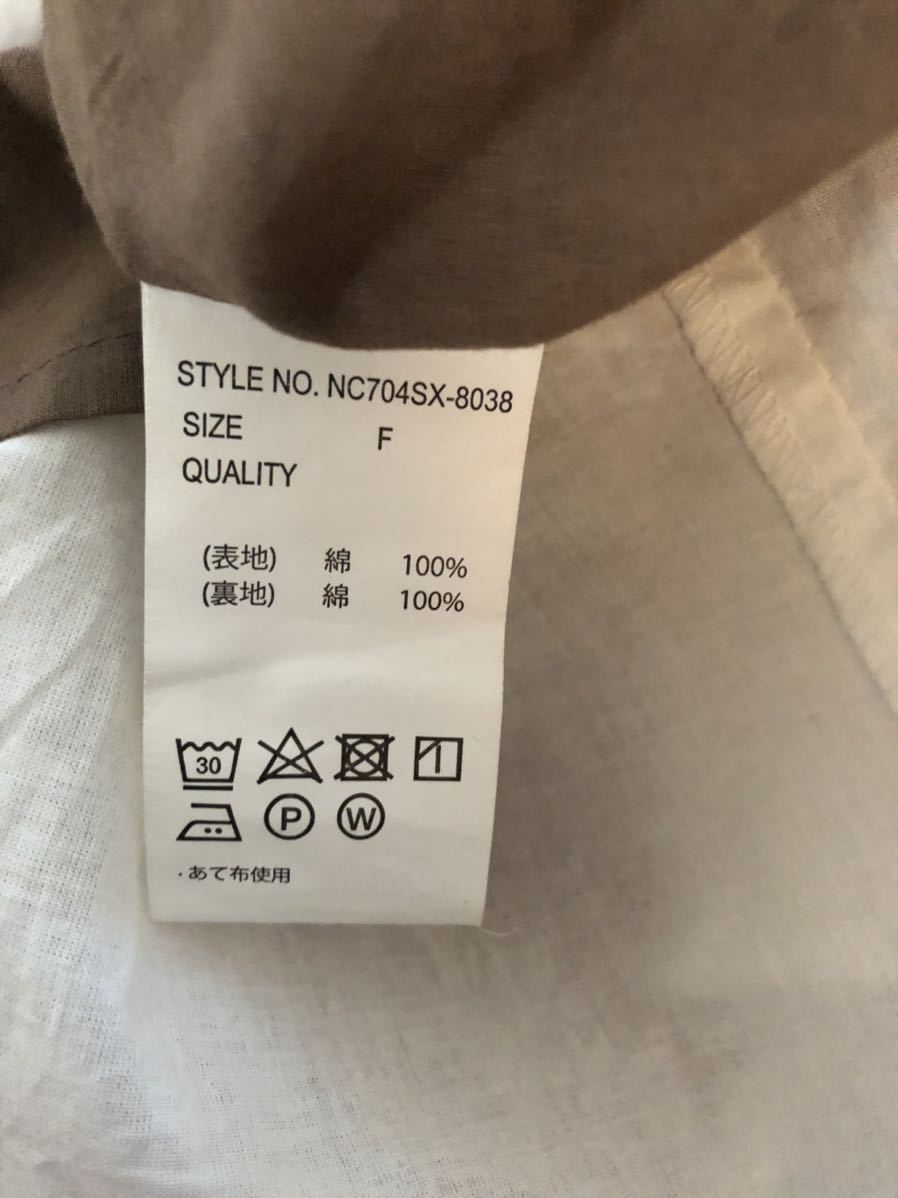 STYLE NO. NC704SX-8038
SIZE F
QUALITY
(表地) 綿 100%
(裏地) 綿 100%
30
P W
・あて布使用